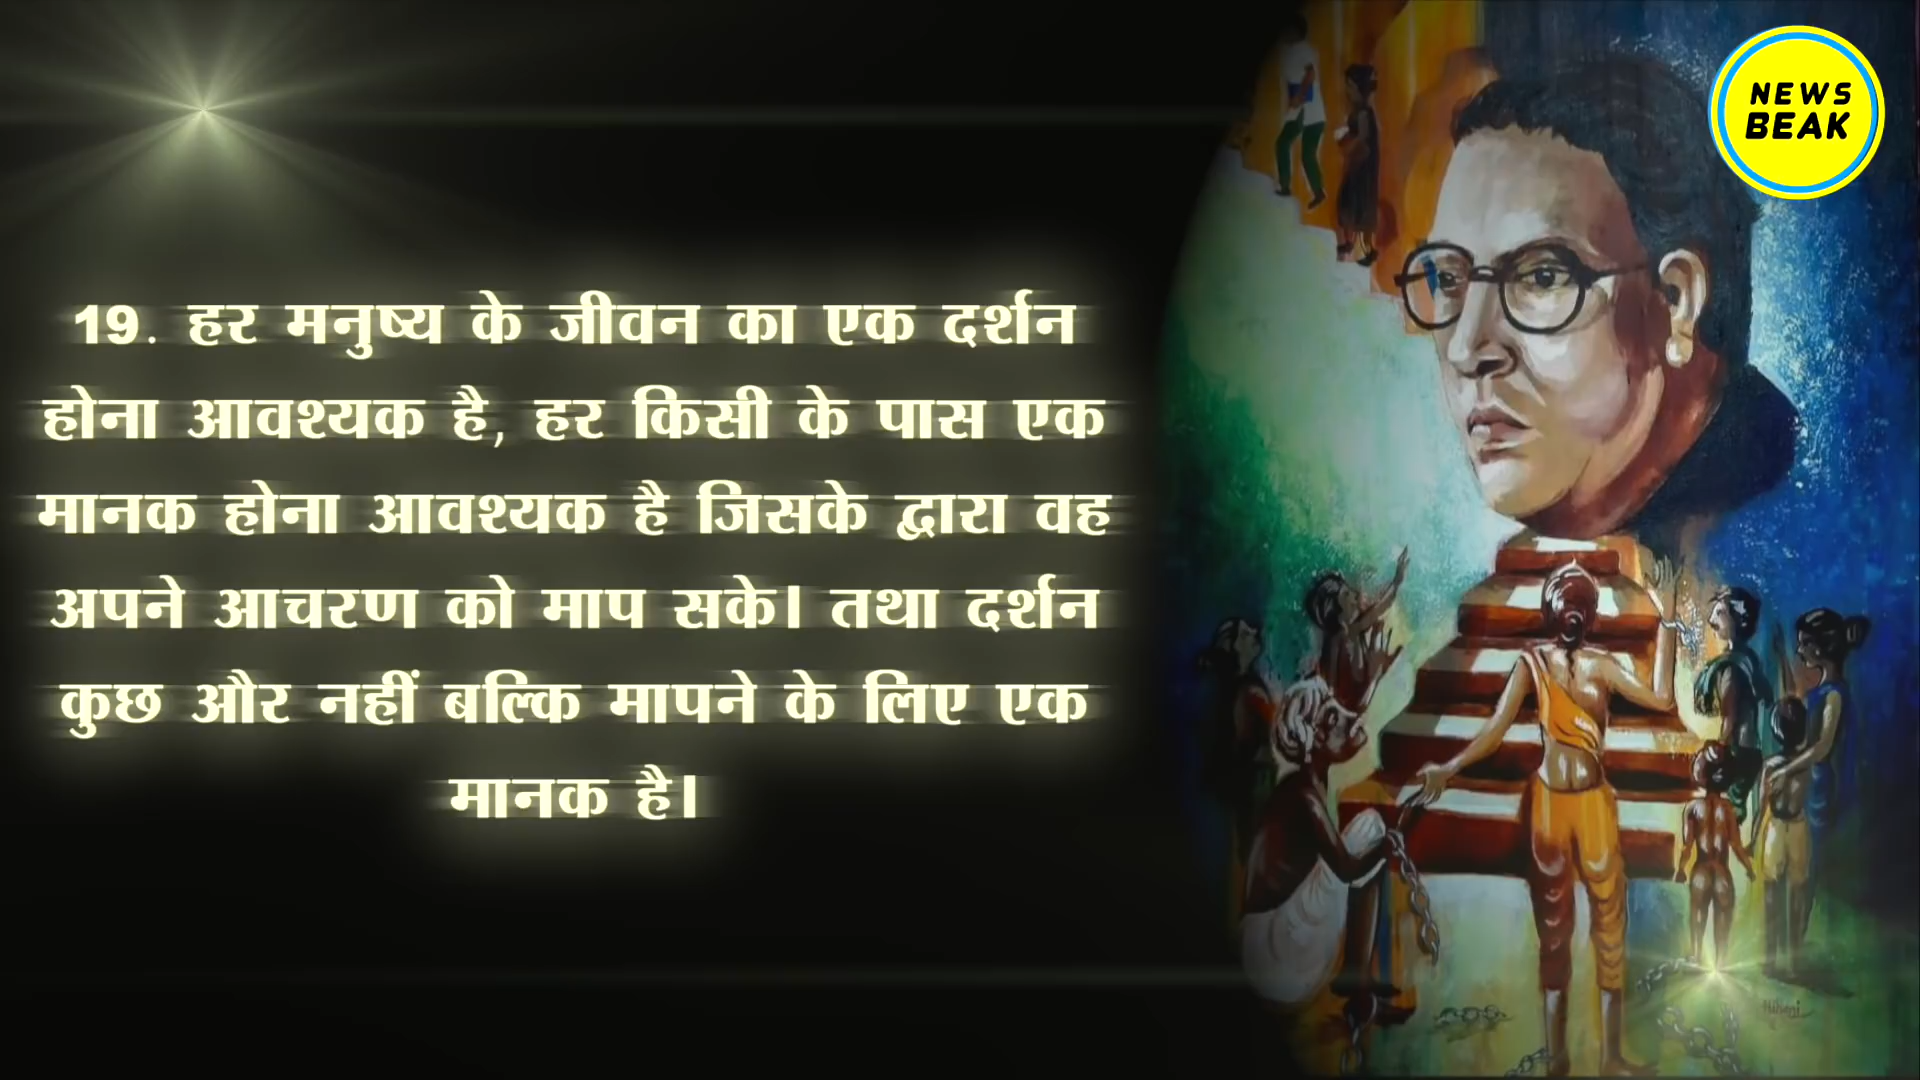 NEWS
BEAK
19. हर मनुष्य के जीवन का एक दर्शन
होना आवश्यक है, हर किसी के पास एक
मानक होना आवश्यक है जिसके द्वारा वह
अपने आचरण को माप सके। तथा दर्शन
कुछ और नहीं बल्कि मापने के लिए एक
मानक है।